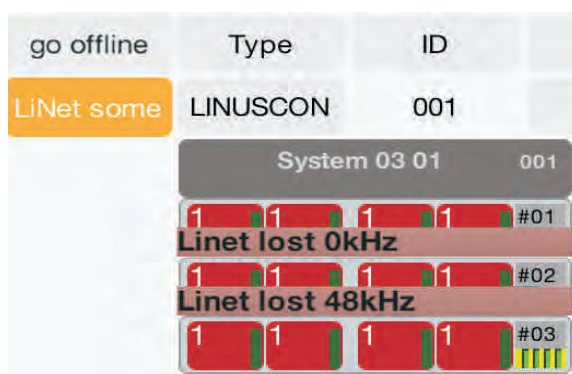 go offline Type ID
LiNet some LINUSCON 001
System 03 01 001
1 1 1 1 #01
Linet lost 0kHz
1 1 1 1 #02
Linet lost 48kHz
1 1 1 1 #03